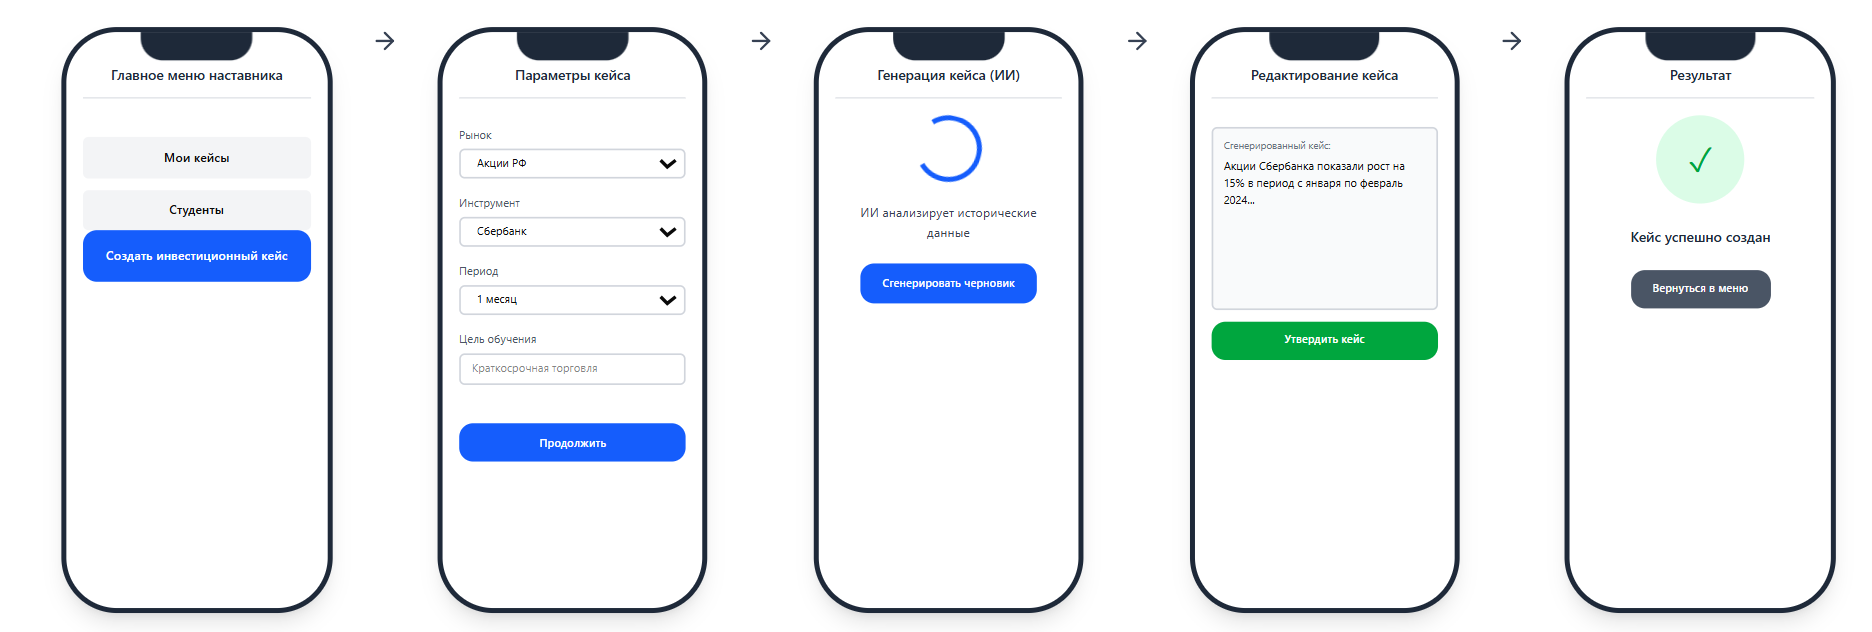 Главное меню наставника
Мои кейсы
Студенты
Создать инвестиционный кейс
Параметры кейса
Рынок
Акции РФ
Инструмент
Сбербанк
Период
1 месяц
Цель обучения
Краткосрочная торговля
Продолжить
Генерация кейса (ИИ)
ИИ анализирует исторические
данные
Сгенерировать черновик
Редактирование кейса
Сгенерированный кейс:
Акции Сбербанка показали рост на
15% в период с января по февраль
2024...
Утвердить кейс
Результат
Кейс успешно создан
Вернуться в меню